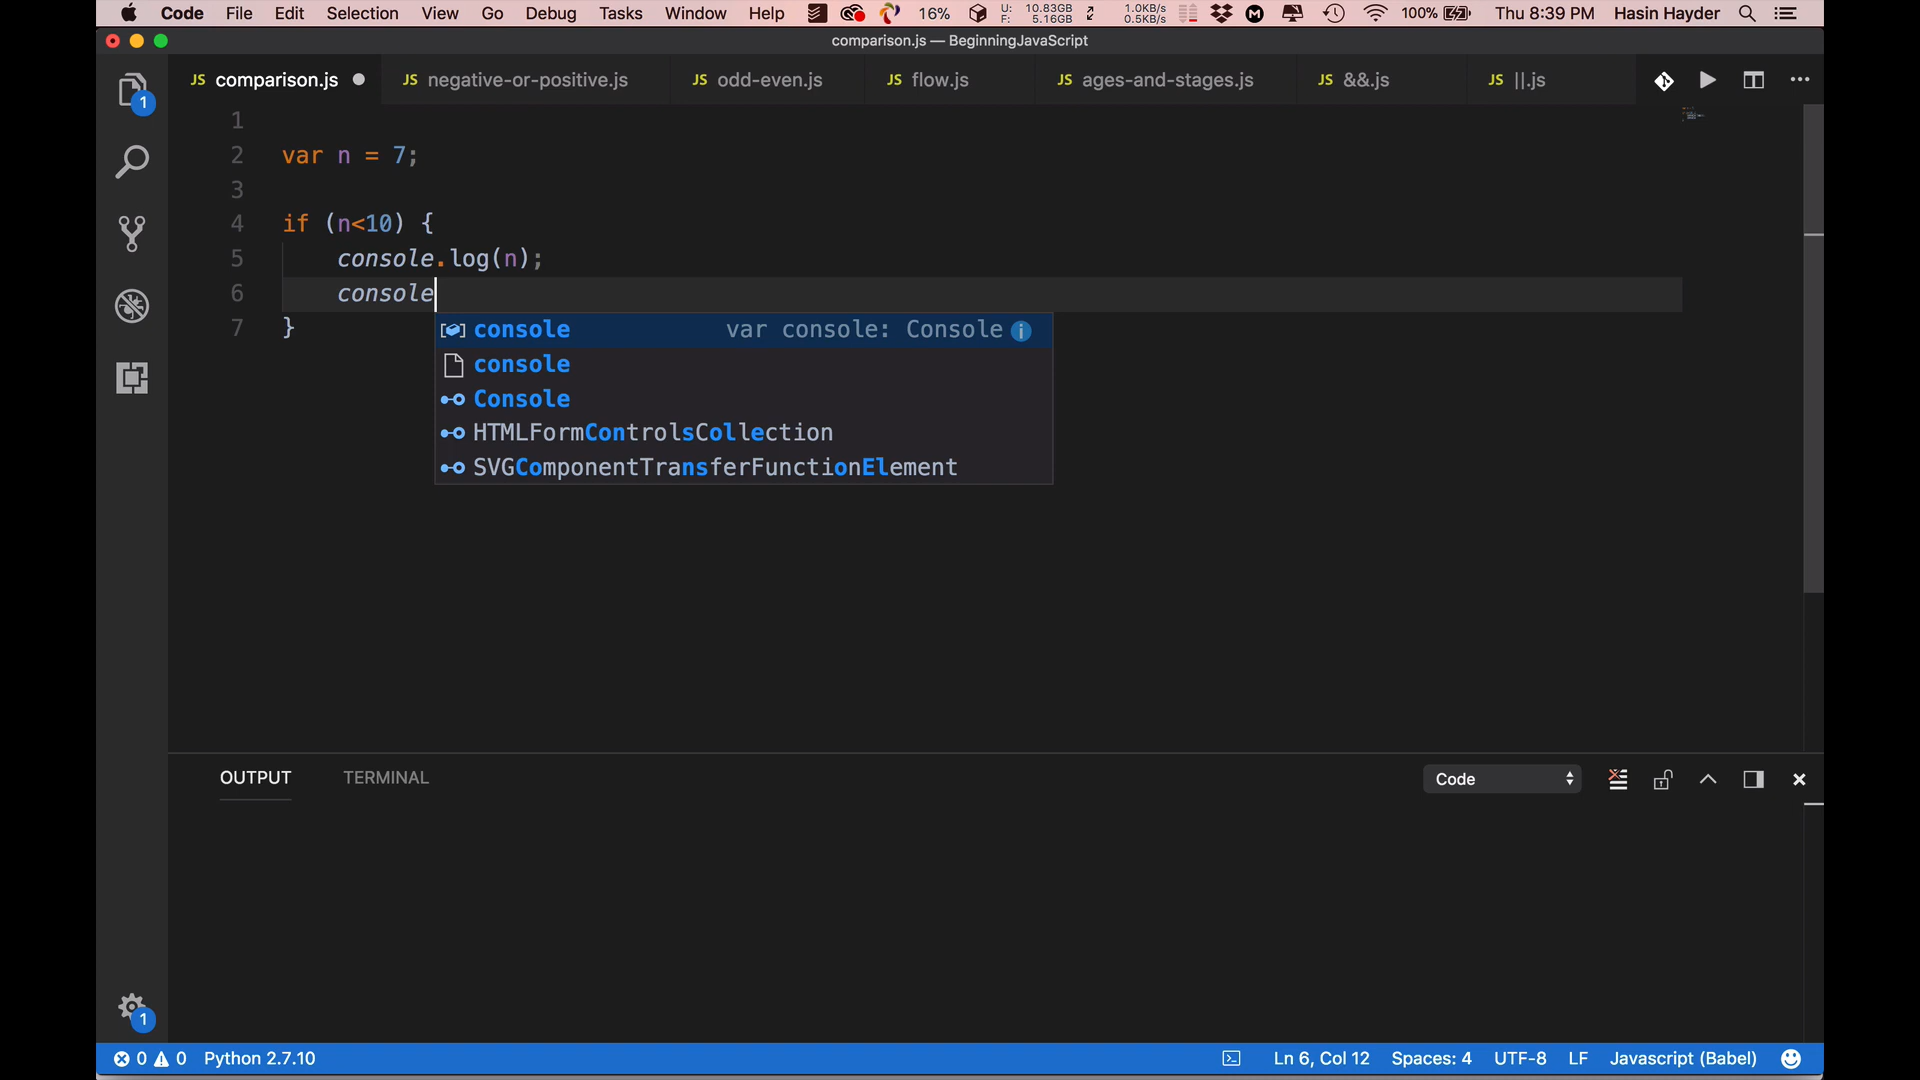 Code File Edit Selection View Go Debug Tasks Window Help 16% U: 10.83GB F: 5.16GB 1.0KB/s 0.5KB/s 100% Thu 8:39 PM Hasin Hayder
comparison.js — BeginningJavaScript
JS comparison.js JS negative-or-positive.js JS odd-even.js JS flow.js JS ages-and-stages.js JS &&.js JS ||.js
1
1
2 var n = 7;
3
4 if (n<10) {
5 console.log(n);
6 console
7 }
console var console: Console
console
Console
HTMLFormControlsCollection
SVGComponentTransferFunctionElement
OUTPUT TERMINAL Code
1
0 0 Python 2.7.10 Ln 6, Col 12 Spaces: 4 UTF-8 LF Javascript (Babel)